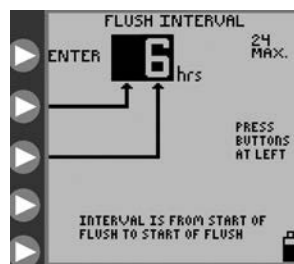 FLUSH INTERVAL
ENTER 6 hrs
24 MAX.
PRESS
BUTTONS
AT LEFT
INTERVAL IS FROM START OF
FLUSH TO START OF FLUSH